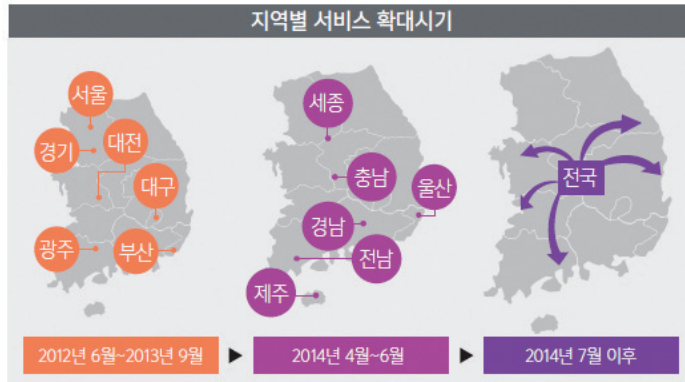 지역별 서비스 확대시기
서울
경기
대전
대구
광주
부산
2012년 6월~2013년 9월
세종
충남
울산
경남
전남
제주
2014년 4월~6월
전국
2014년 7월 이후